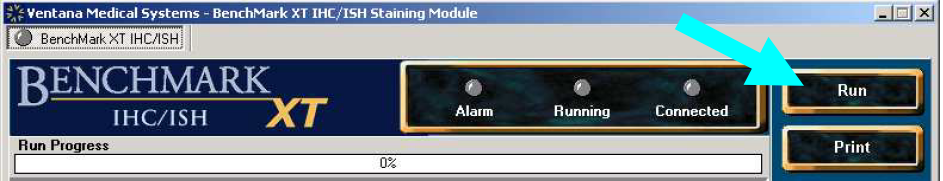 Ventana Medical Systems - BenchMark XT IHC/ISH Staining Module
BenchMark XT IHC/ISH
BENCHMARK
IHC/ISH XT
Alarm Running Connected
Run
Print
Run Progress
0%